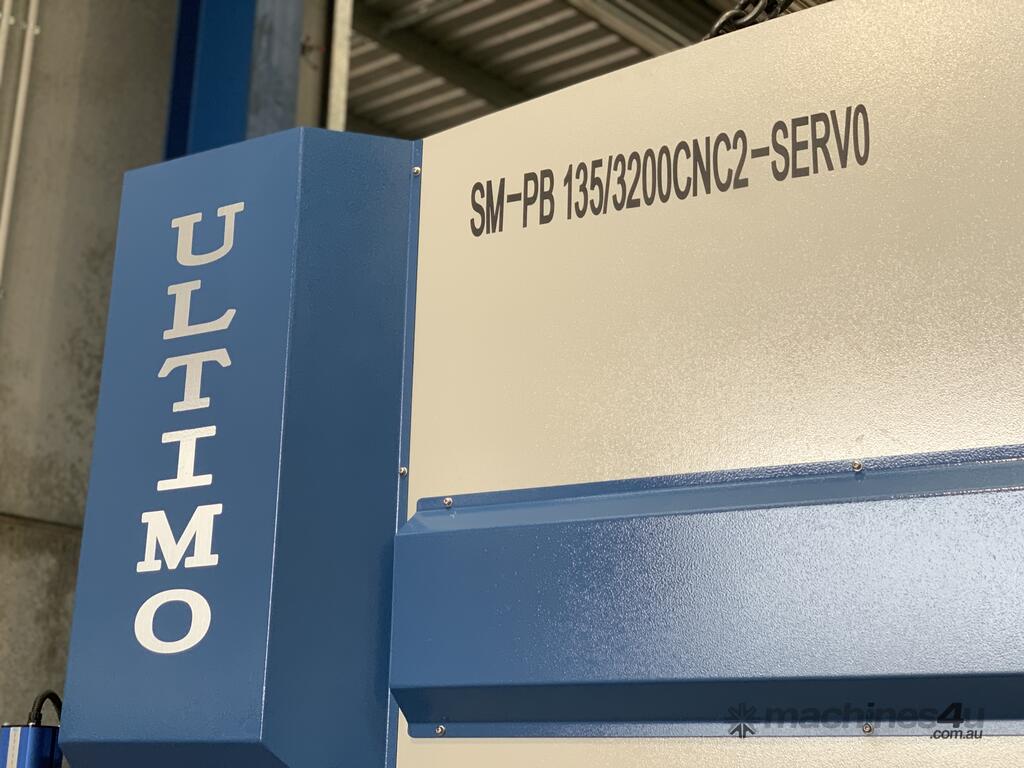 ULTIMO
SM-PB 135/3200CNC2-SERVO
machines4u
.com.au